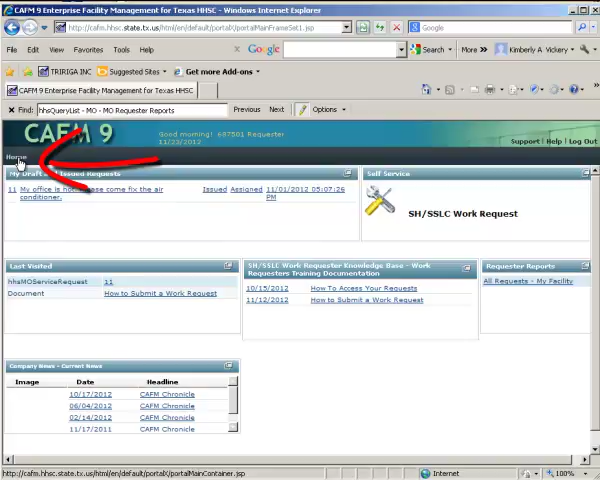 CAFM 9 Enterprise Facility Management for Texas HHSC - Windows Internet Explorer
http://cafm.hhsc.state.tx.us/html/en/default/portalX/portalMainFrameSet1.jsp
Google
File Edit View Favorites Tools Help
x Google Search More >> Kimberly A Vickery
TRIRIGA INC Suggested Sites Get more Add-ons
CAFM 9 Enterprise Facility Management for Texas HHSC
x Find: hhsQueryList - MO - MO Requester Reports Previous Next Options
CAFM 9
Good morning! 687501 Requester
11/23/2012
Support | Help | Log Out
Home
My Draft and Issued Requests
11 My office is hot please come fix the air conditioner. Issued Assigned 11/01/2012 05:07:26 PM
Self Service
SH/SSLC Work Request
Last Visited
hhsMOServiceRequest 11
Document How to Submit a Work Request
SH/SSLC Work Requester Knowledge Base - Work
Requesters Training Documentation
10/15/2012 How To Access Your Requests
11/12/2012 How to Submit a Work Request
Requester Reports
All Requests - My Facility
Company News - Current News
Image Date Headline
10/17/2012 CAFM Chronicle
06/04/2012 CAFM Chronicle
02/14/2012 CAFM Chronicle
11/17/2011 CAFM Chronicle
http://cafm.hhsc.state.tx.us/html/en/default/portalX/portalMainContainer.jsp
Internet
100%